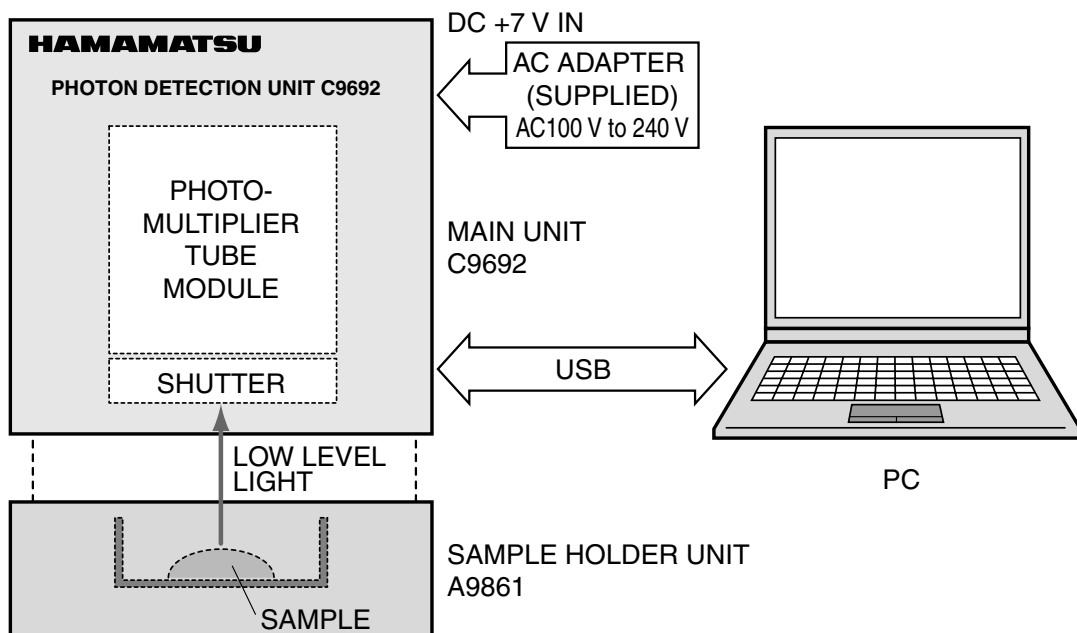 HAMAMATSU
PHOTON DETECTION UNIT C9692
PHOTO-
MULTIPLIER
TUBE
MODULE
SHUTTER
DC +7 V IN
AC ADAPTER
(SUPPLIED)
AC100 V to 240 V
MAIN UNIT
C9692
USB
PC
LOW LEVEL
LIGHT
SAMPLE HOLDER UNIT
A9861
SAMPLE